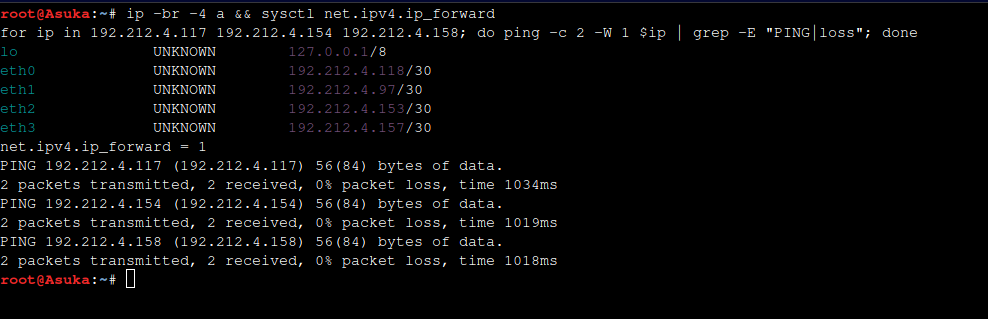 root@Asuka:~# ip -br -4 a && sysctl net.ipv4.ip_forward
for ip in 192.212.4.117 192.212.4.154 192.212.4.158; do ping -c 2 -W 1 $ip | grep -E "PING|loss"; done
lo UNKNOWN 127.0.0.1/8
eth0 UNKNOWN 192.212.4.118/30
eth1 UNKNOWN 192.212.4.97/30
eth2 UNKNOWN 192.212.4.153/30
eth3 UNKNOWN 192.212.4.157/30
net.ipv4.ip_forward = 1
PING 192.212.4.117 (192.212.4.117) 56(84) bytes of data.
2 packets transmitted, 2 received, 0% packet loss, time 1034ms
PING 192.212.4.154 (192.212.4.154) 56(84) bytes of data.
2 packets transmitted, 2 received, 0% packet loss, time 1019ms
PING 192.212.4.158 (192.212.4.158) 56(84) bytes of data.
2 packets transmitted, 2 received, 0% packet loss, time 1018ms
root@Asuka:~#